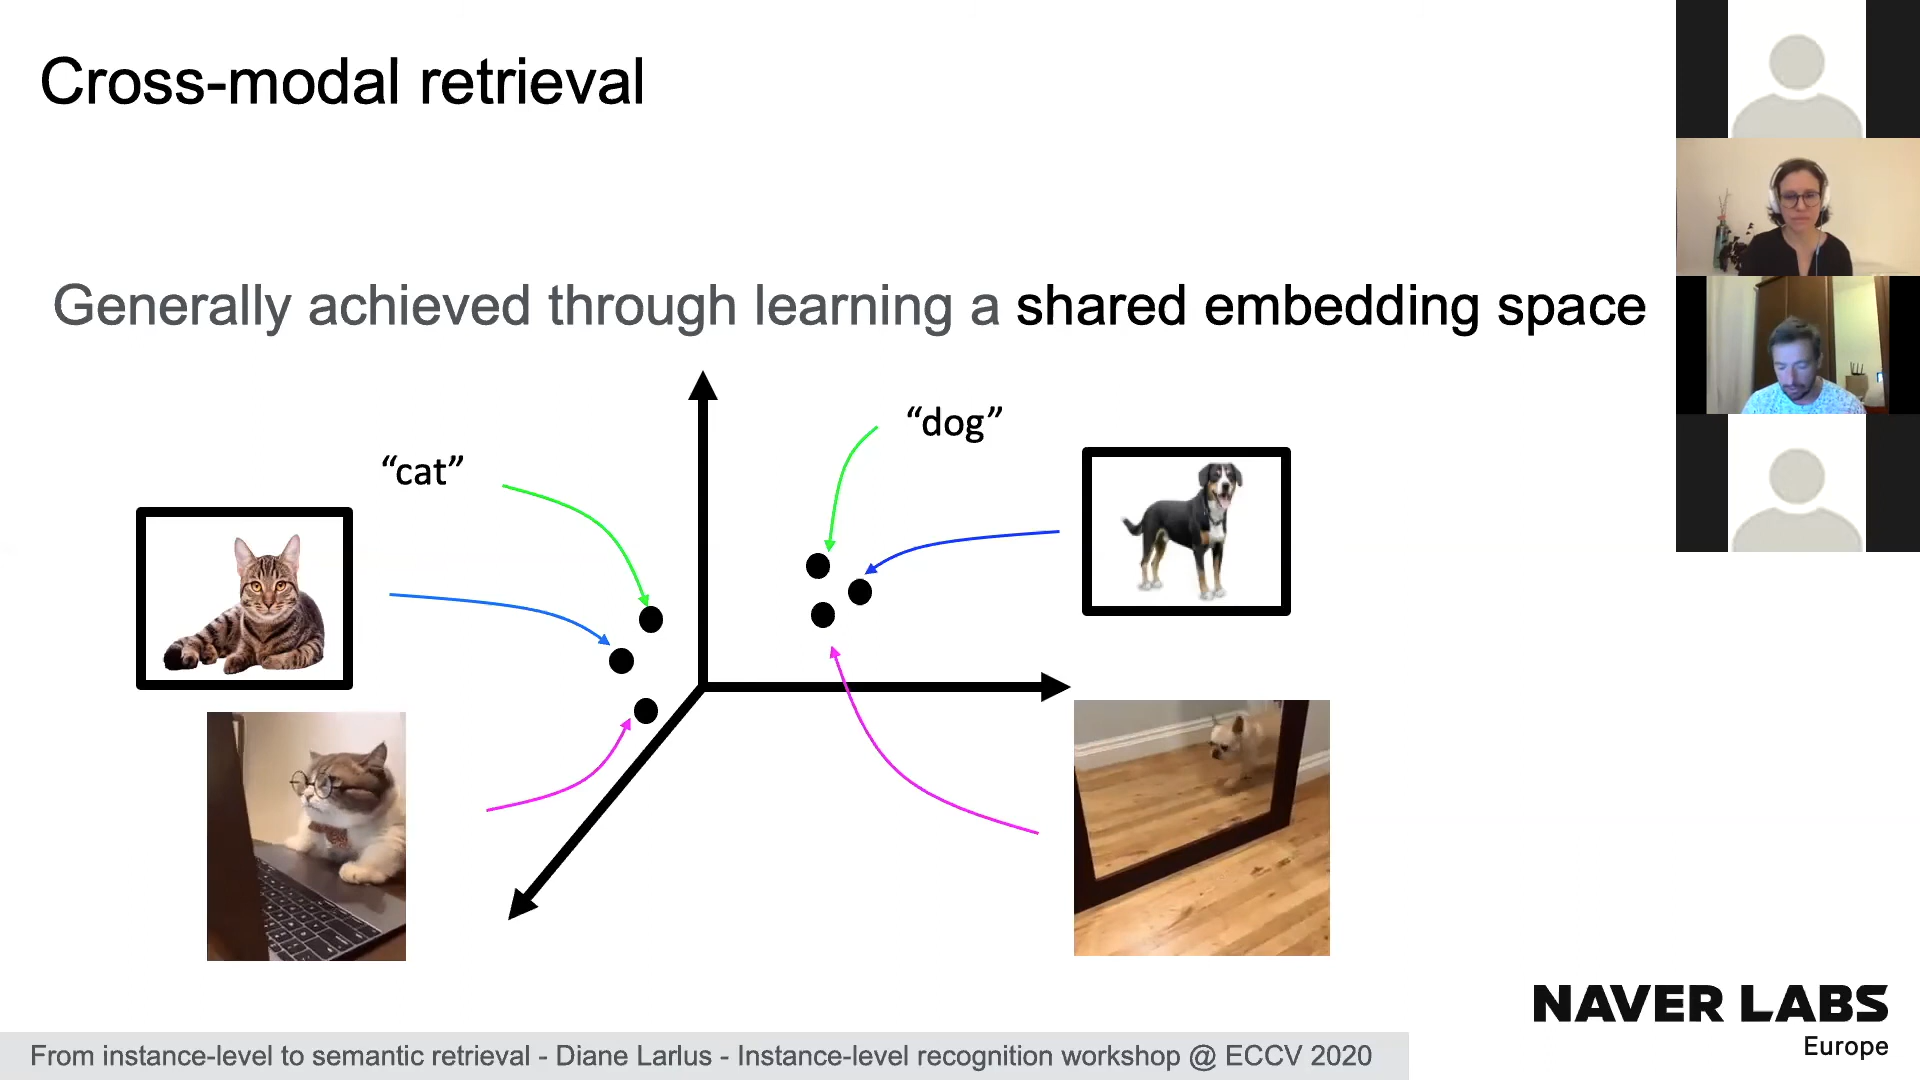 Cross-modal retrieval
Generally achieved through learning a shared embedding space
“dog”
“cat”
NAVER LABS
Europe
From instance-level to semantic retrieval - Diane Larlus - Instance-level recognition workshop @ ECCV 2020